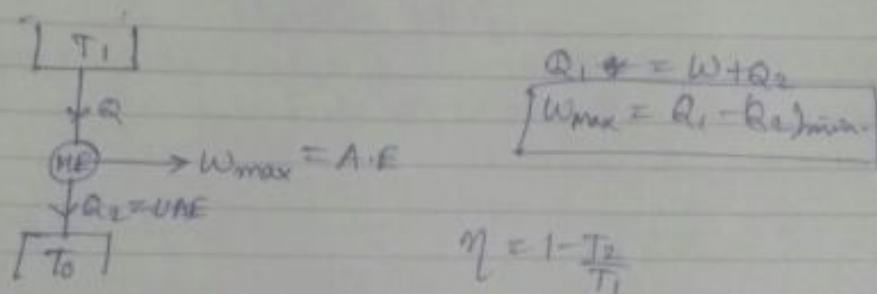 T1
Q
HE
Wmax = A.E
Q2 = UAE
T0
Q1 = W + Q2
Wmax = Q1 - Q2)min.
η = 1 - T2/T1